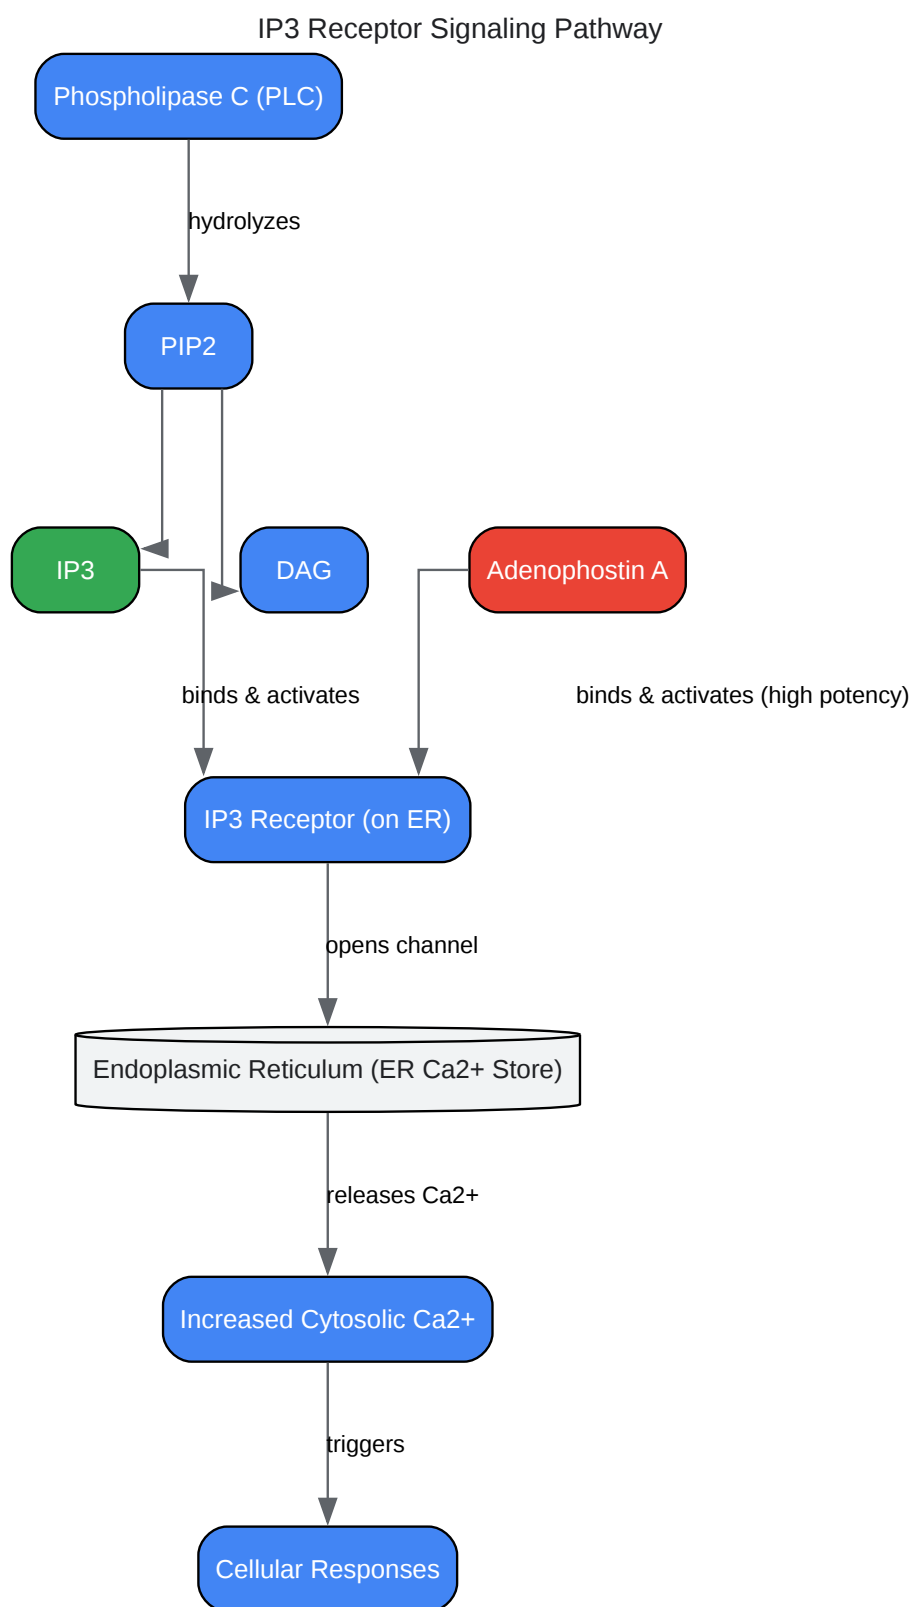 IP3 Receptor Signaling Pathway
Phospholipase C (PLC)
hydrolyzes
PIP2
IP3
DAG
Adenophostin A
binds & activates
binds & activates (high potency)
IP3 Receptor (on ER)
opens channel
Endoplasmic Reticulum (ER Ca2+ Store)
releases Ca2+
Increased Cytosolic Ca2+
triggers
Cellular Responses